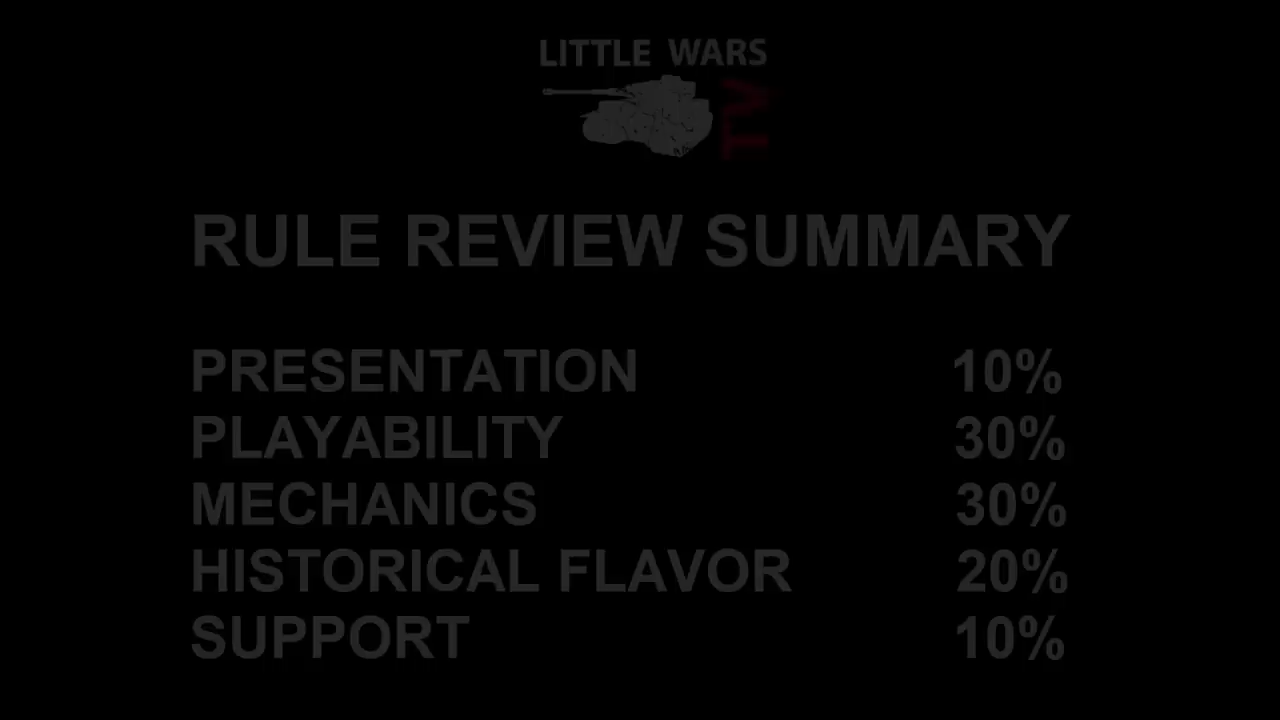 LITTLE WARS
TV
RULE REVIEW SUMMARY
PRESENTATION 10%
PLAYABILITY 30%
MECHANICS 30%
HISTORICAL FLAVOR 20%
SUPPORT 10%